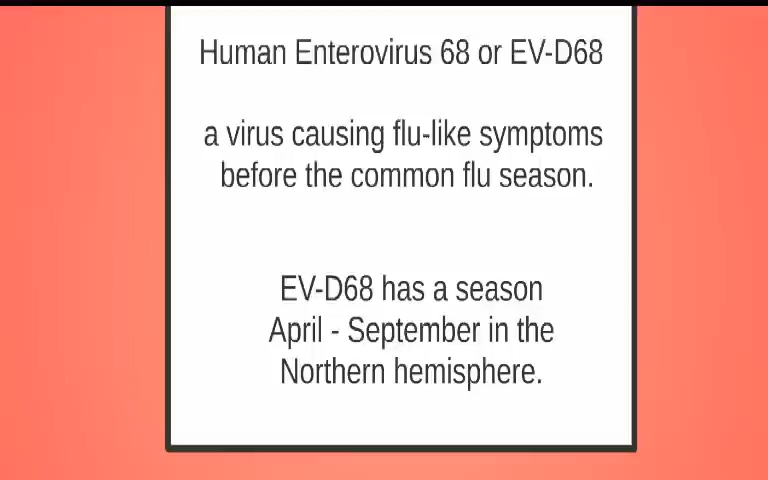 Human Enterovirus 68 or EV-D68
a virus causing flu-like symptoms
before the common flu season.
EV-D68 has a season
April - September in the
Northern hemisphere.